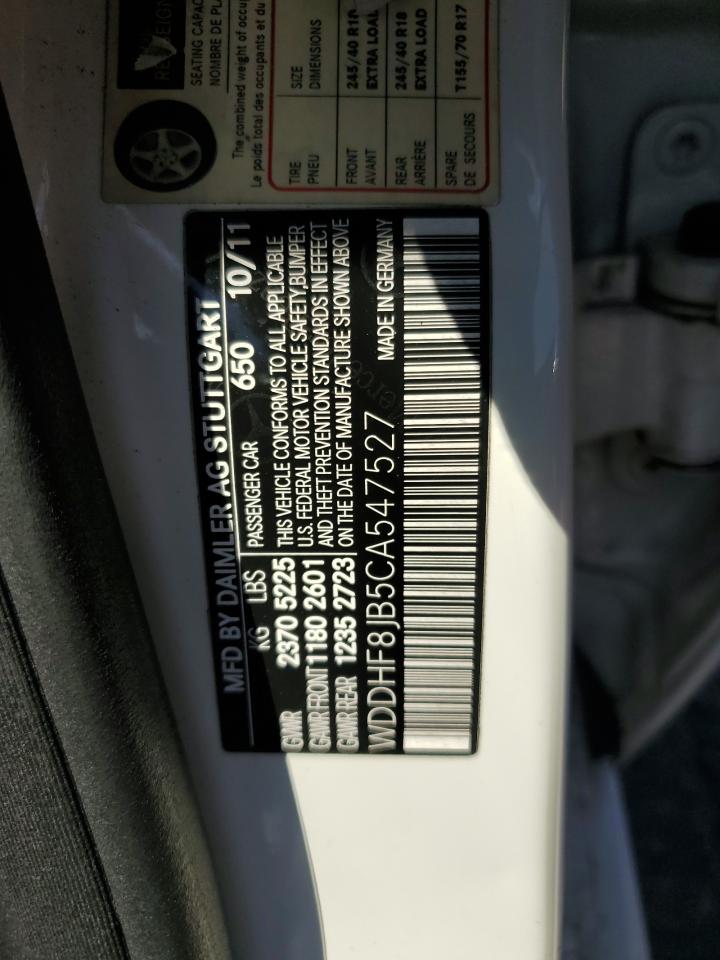 SEATING CAPAC
NOMBRE DE PLA
The combined weight of occup
Le poids total des occupants et du
TIRE
PNEU
SIZE
DIMENSIONS
FRONT
AVANT
245/40 R18
EXTRA LOAD
REAR
ARRIÈRE
245/40 R18
EXTRA LOAD
SPARE
DE SECOURS
T155/70 R17
MFD BY DAIMLER AG STUTTGART
KG LBS
650 10/11
GWR 2370 5225
GAWR FRONT 1180 2601
GAWR REAR 1235 2723
PASSENGER CAR
THIS VEHICLE CONFORMS TO ALL APPLICABLE
U.S. FEDERAL MOTOR VEHICLE SAFETY,BUMPER
AND THEFT PREVENTION STANDARDS IN EFFECT
ON THE DATE OF MANUFACTURE SHOWN ABOVE
WDDHF8JB5CA547527
MADE IN GERMANY